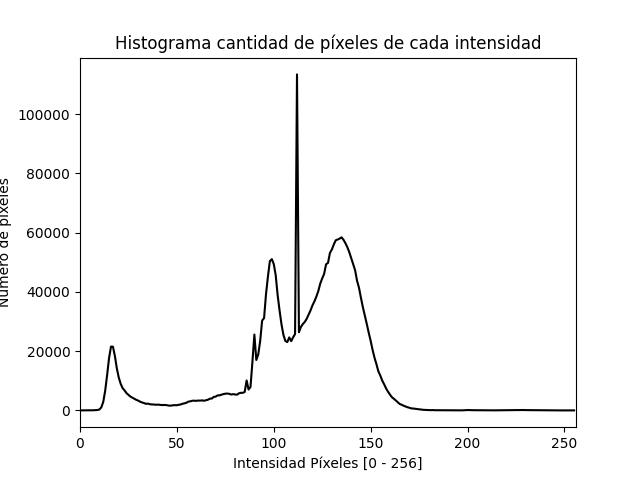 Histograma cantidad de píxeles de cada intensidad
100000
80000
60000
40000
20000
0
Número de píxeles
0 50 100 150 200 250
Intensidad Píxeles [0 - 256]